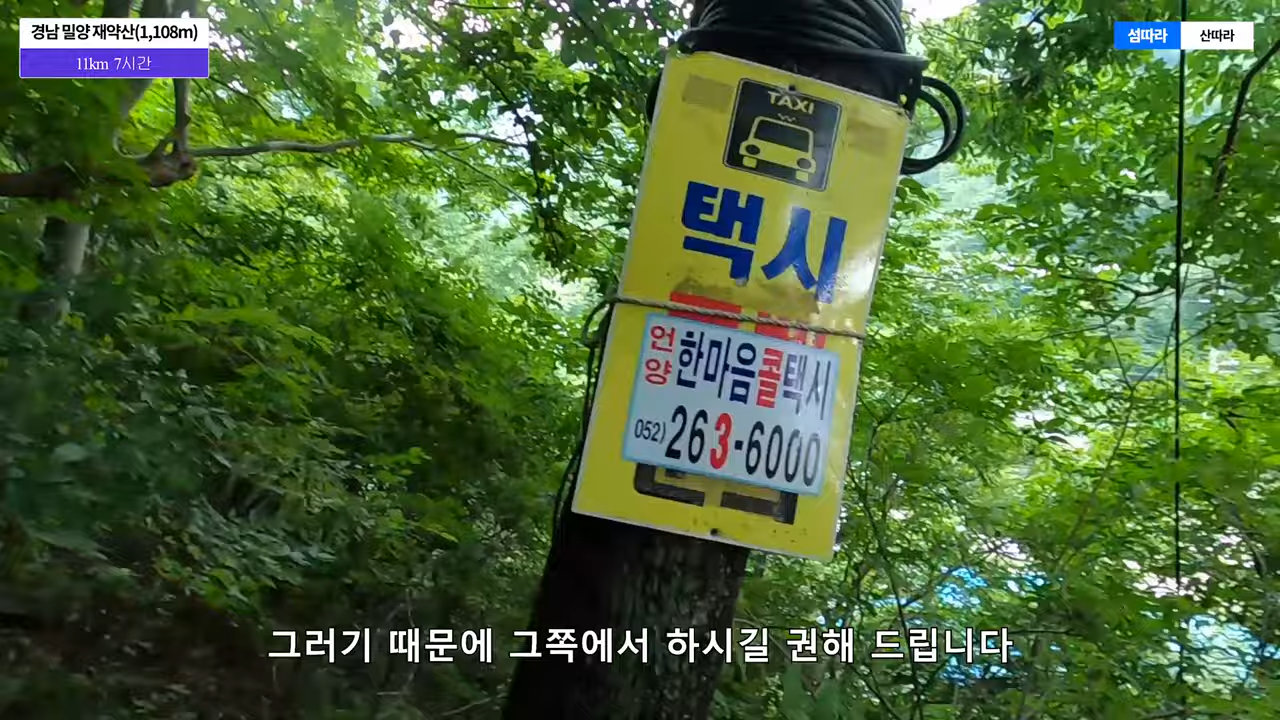 경남 밀양 재약산(1,108m)
11km 7시간
섬따라 산따라
TAXI
택시
언양 한마음콜택시
052) 263-6000
그러기 때문에 그쪽에서 하시길 권해 드립니다